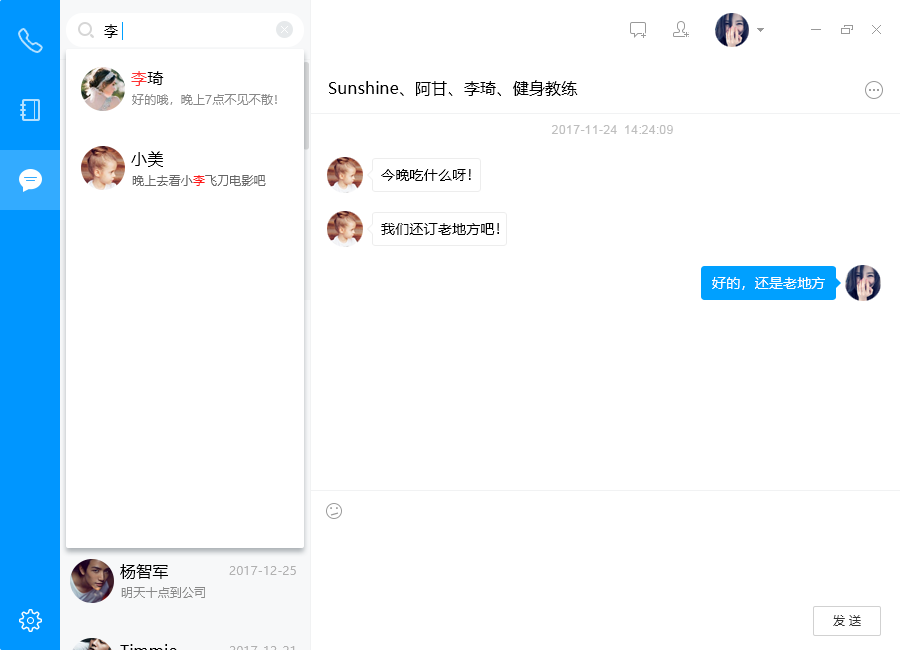 李
李琦
好的哦，晚上7点不见不散！
小美
晚上去看小李飞刀电影吧
杨智军
2017-12-25
明天十点到公司
Timmie
2017-12-21
Sunshine、阿甘、李琦、健身教练
2017-11-24 14:24:09
今晚吃什么呀！
我们还订老地方吧！
好的，还是老地方
发 送